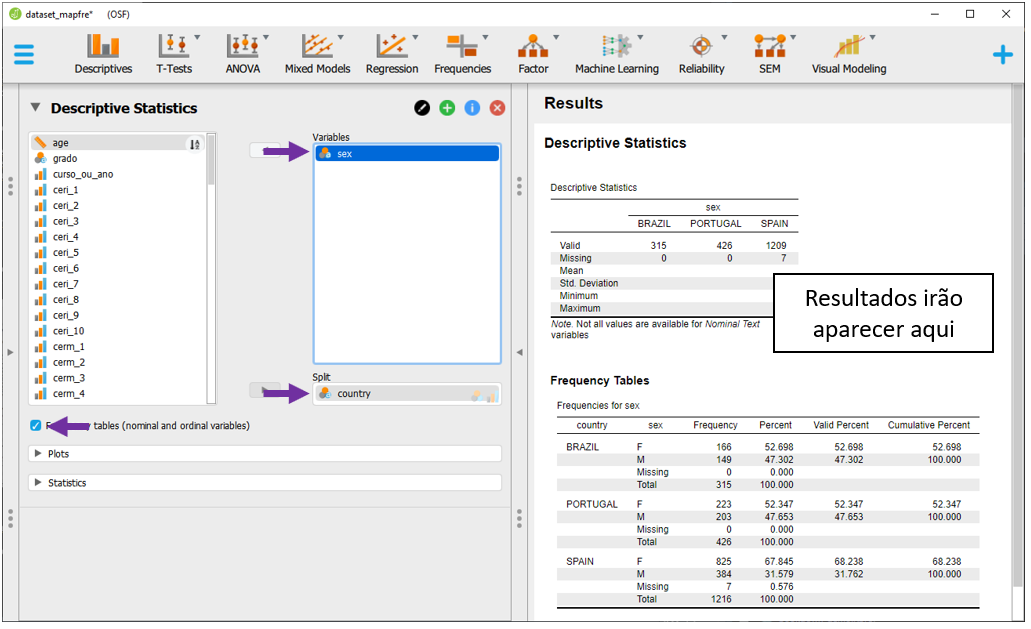 dataset_mapfre* (OSF)
Descriptives
T-Tests
ANOVA
Mixed Models
Regression
Frequencies
Factor
Machine Learning
Reliability
SEM
Visual Modeling
Descriptive Statistics
age
grado
curso_ou_ano
ceri_1
ceri_2
ceri_3
ceri_4
ceri_5
ceri_6
ceri_7
ceri_8
ceri_9
ceri_10
cerm_1
cerm_2
cerm_3
cerm_4
Variables
sex
Split
country
tables (nominal and ordinal variables)
Plots
Statistics
Results
Descriptive Statistics
Descriptive Statistics
sex
BRAZIL PORTUGAL SPAIN
Valid 315 426 1209
Missing 0 0 7
Mean
Std. Deviation
Minimum
Maximum
Note. Not all values are available for Nominal Text
variables
Resultados irão
aparecer aqui
Frequency Tables
Frequencies for sex
country sex Frequency Percent Valid Percent Cumulative Percent
BRAZIL F 166 52.698 52.698 52.698
M 149 47.302 47.302 100.000
Missing 0 0.000
Total 315 100.000
PORTUGAL F 223 52.347 52.347 52.347
M 203 47.653 47.653 100.000
Missing 0 0.000
Total 426 100.000
SPAIN F 825 67.845 68.238 68.238
M 384 31.579 31.762 100.000
Missing 7 0.576
Total 1216 100.000